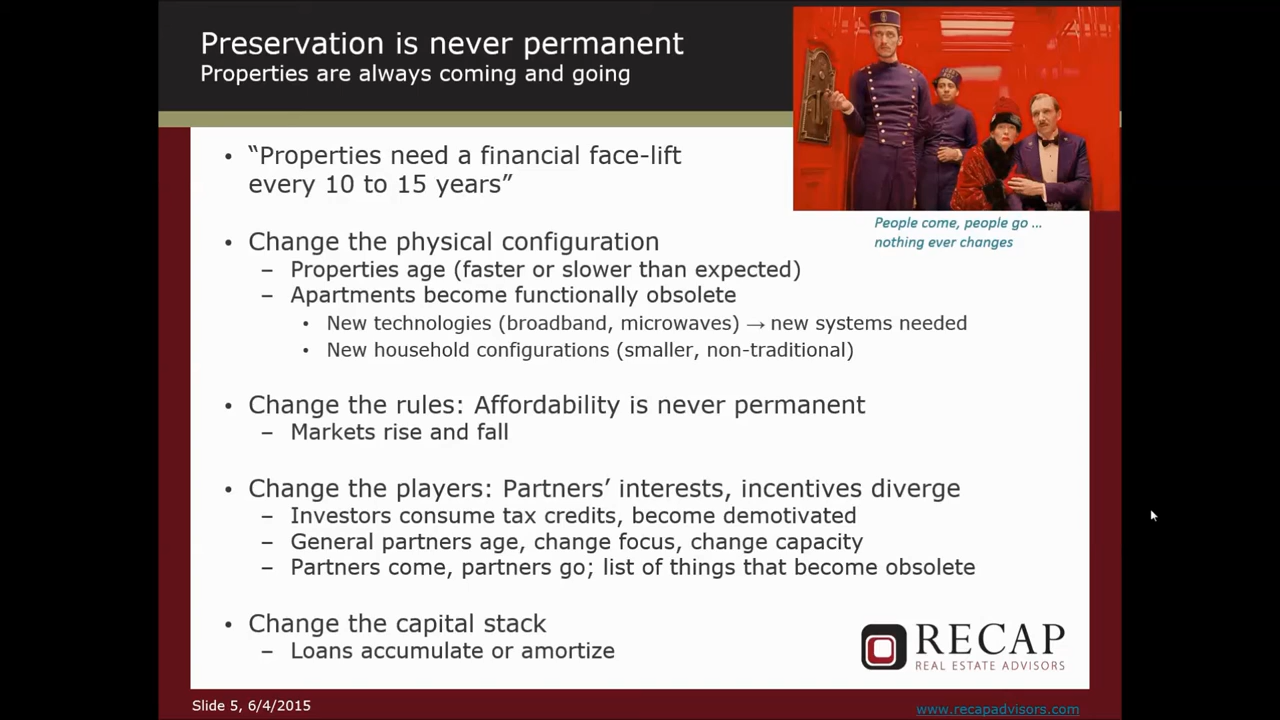 Preservation is never permanent
Properties are always coming and going
• “Properties need a financial face-lift
every 10 to 15 years”
People come, people go ...
nothing ever changes
• Change the physical configuration
– Properties age (faster or slower than expected)
– Apartments become functionally obsolete
• New technologies (broadband, microwaves) → new systems needed
• New household configurations (smaller, non-traditional)
• Change the rules: Affordability is never permanent
– Markets rise and fall
• Change the players: Partners’ interests, incentives diverge
– Investors consume tax credits, become demotivated
– General partners age, change focus, change capacity
– Partners come, partners go; list of things that become obsolete
• Change the capital stack
– Loans accumulate or amortize
RECAP
REAL ESTATE ADVISORS
Slide 5, 6/4/2015
www.recapadvisors.com